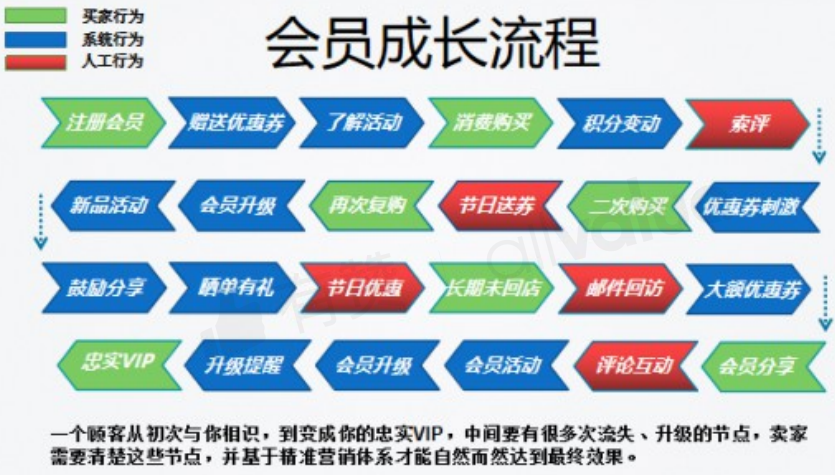 买家行为
系统行为
人工行为
会员成长流程
注册会员 赠送优惠券 了解活动 消费购买 积分变动 索评
新品活动 会员升级 再次复购 节日送券 二次购买 优惠券刺激
鼓励分享 晒单有礼 节日优惠 长期未回店 邮件回访 大额优惠券
忠实VIP 升级提醒 会员升级 会员活动 评论互动 会员分享
有赞 allvalue
一个顾客从初次与你相识，到变成你的忠实VIP，中间要有很多次流失、升级的节点，卖家
需要清楚这些节点，并基于精准营销体系才能自然而然达到最终效果。